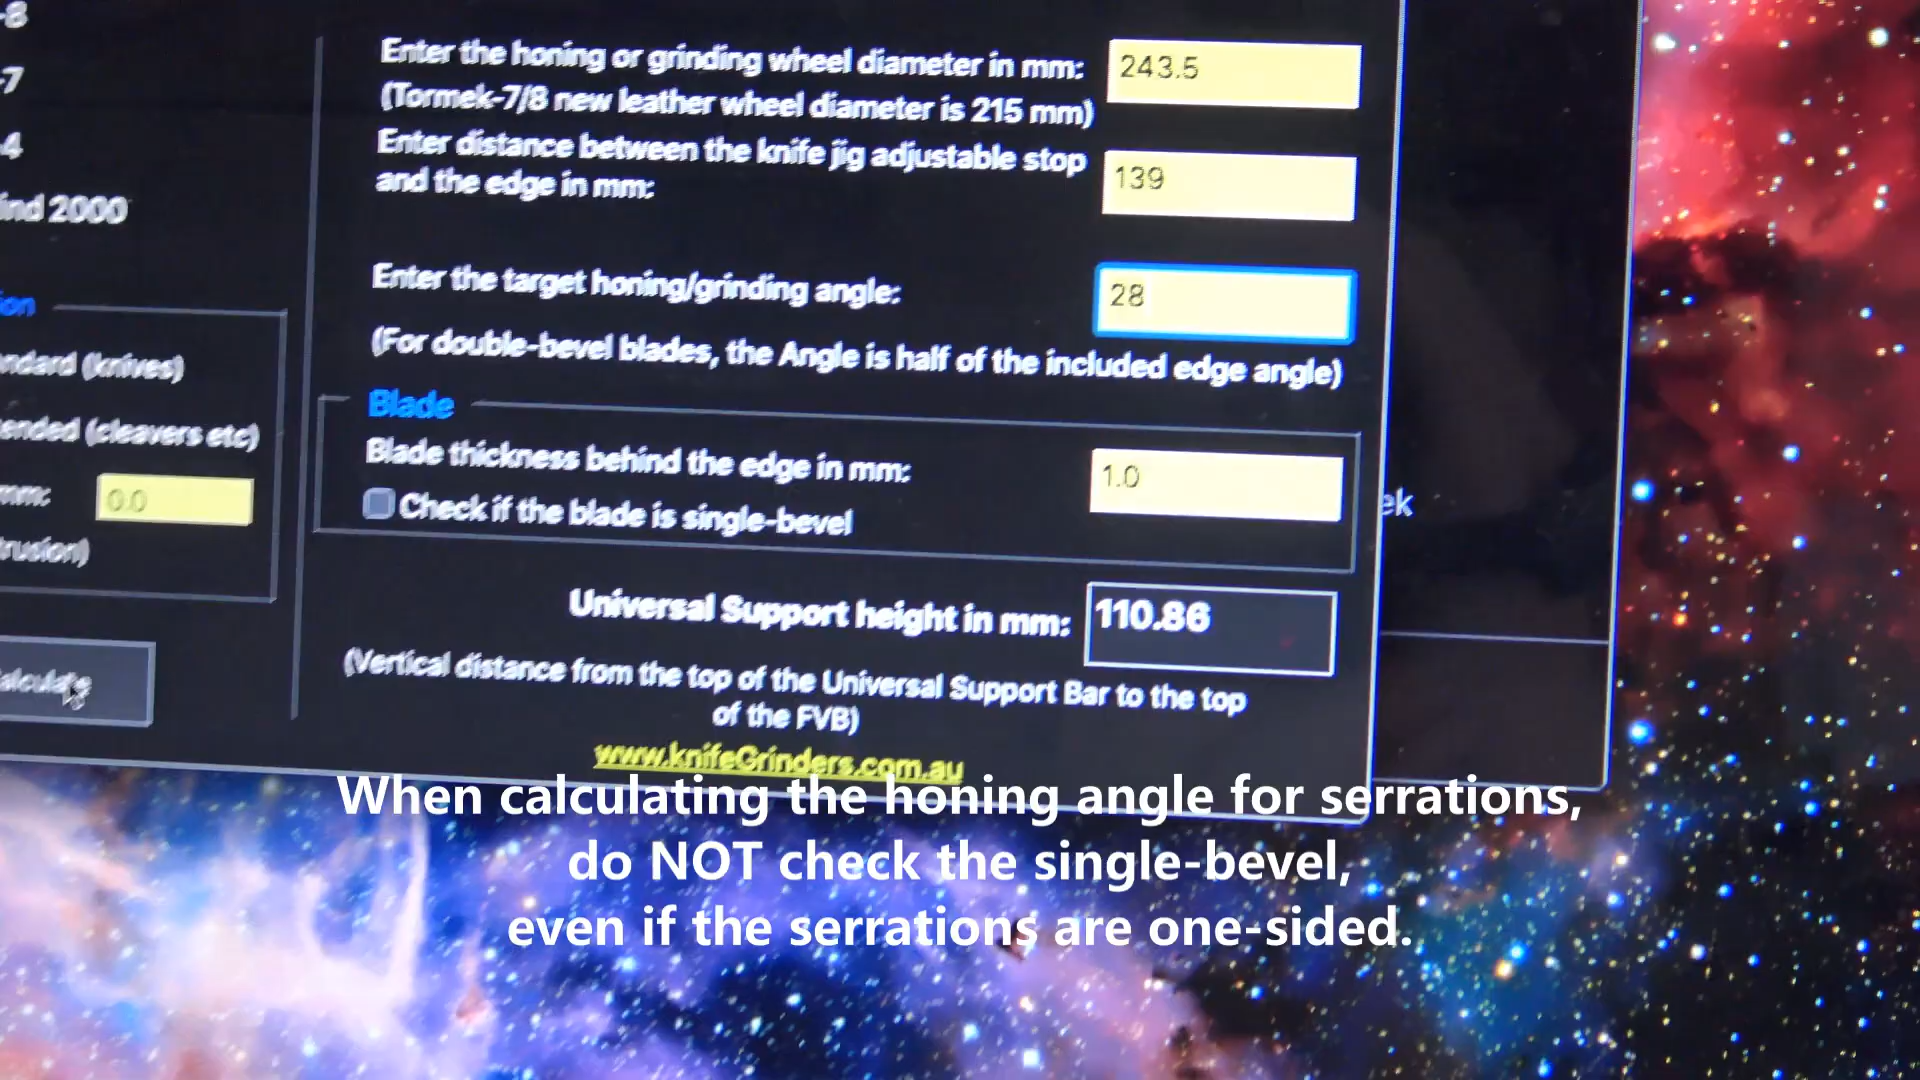 -8
-7
-4
ind 2000
ion
ndard (knives)
ended (cleavers etc)
mm:
0.0
trusion)
alculate
Enter the honing or grinding wheel diameter in mm:
243.5
(Tormek-7/8 new leather wheel diameter is 215 mm)
Enter distance between the knife jig adjustable stop
and the edge in mm:
139
Enter the target honing/grinding angle:
28
(For double-bevel blades, the Angle is half of the included edge angle)
Blade
Blade thickness behind the edge in mm:
1.0
Check if the blade is single-bevel
Universal Support height in mm:
110.86
(Vertical distance from the top of the Universal Support Bar to the top
of the FVB)
www.knifeGrinders.com.au
ek
When calculating the honing angle for serrations,
do NOT check the single-bevel,
even if the serrations are one-sided.